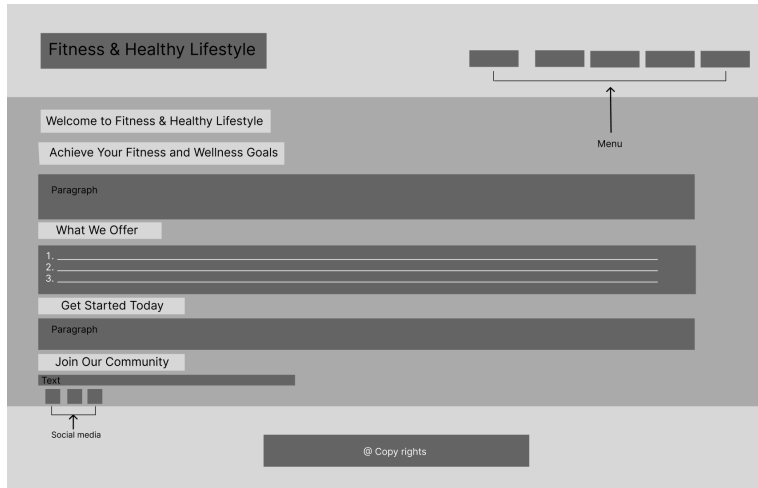 Fitness & Healthy Lifestyle
Menu
Welcome to Fitness & Healthy Lifestyle
Achieve Your Fitness and Wellness Goals
Paragraph
What We Offer
1.
2.
3.
Get Started Today
Paragraph
Join Our Community
Text
Social media
@ Copy rights